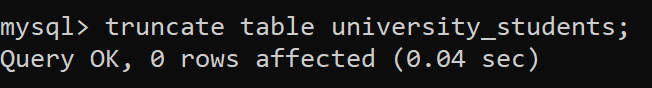 mysql> truncate table university_students;
Query OK, 0 rows affected (0.04 sec)